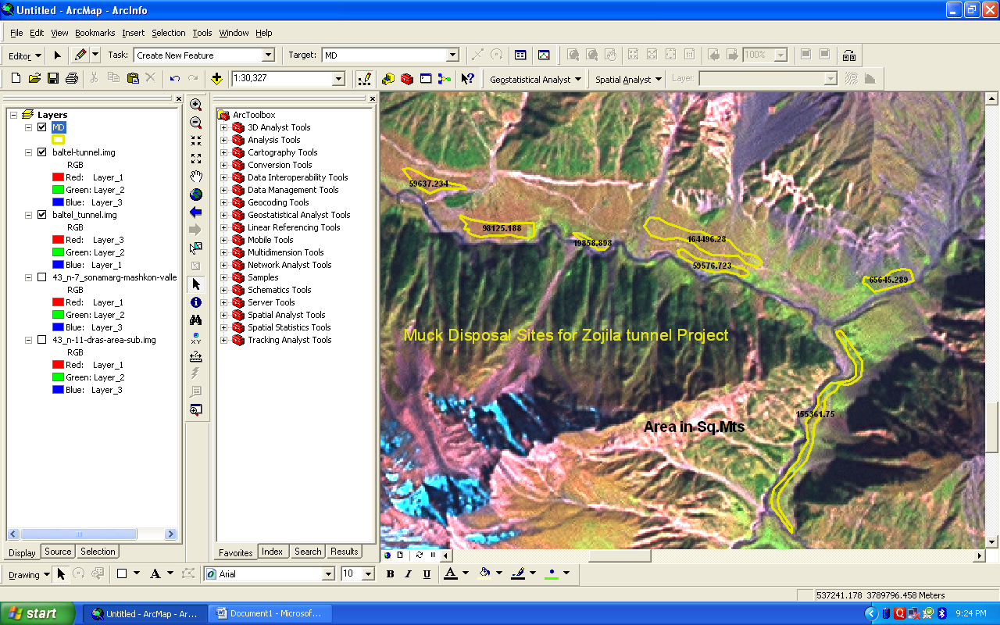 Untitled - ArcMap - ArcInfo
File Edit View Bookmarks Insert Selection Tools Window Help
Editor Task: Create New Feature Target: MD 100%
1:30,327 Geostatistical Analyst Spatial Analyst Layer:
Layers
MD
baltel-tunnel.img
RGB
Red: Layer_1
Green: Layer_2
Blue: Layer_3
baltel_tunnel.img
RGB
Red: Layer_3
Green: Layer_2
Blue: Layer_1
43_n-7_sonamarg-mashkon-valle
RGB
Red: Layer_1
Green: Layer_2
Blue: Layer_3
43_n-11-dras-area-sub.img
RGB
Red: Layer_1
Green: Layer_2
Blue: Layer_3
Display Source Selection
ArcToolbox
3D Analyst Tools
Analysis Tools
Cartography Tools
Conversion Tools
Data Interoperability Tools
Data Management Tools
Geocoding Tools
Geostatistical Analyst Tools
Linear Referencing Tools
Mobile Tools
Multidimension Tools
Network Analyst Tools
Samples
Schematics Tools
Server Tools
Spatial Analyst Tools
Spatial Statistics Tools
Tracking Analyst Tools
Favorites Index Search Results
59637.234
98125.188
19858.898
164496.28
59576.723
65645.289
Muck Disposal Sites for Zojila tunnel Project
155361.75
Area in Sq.Mts
Drawing A Arial 10 B I U A
537241.178 3789796.458 Meters
start Untitled - ArcMap - Ar... Document1 - Microsof... 9:24 PM